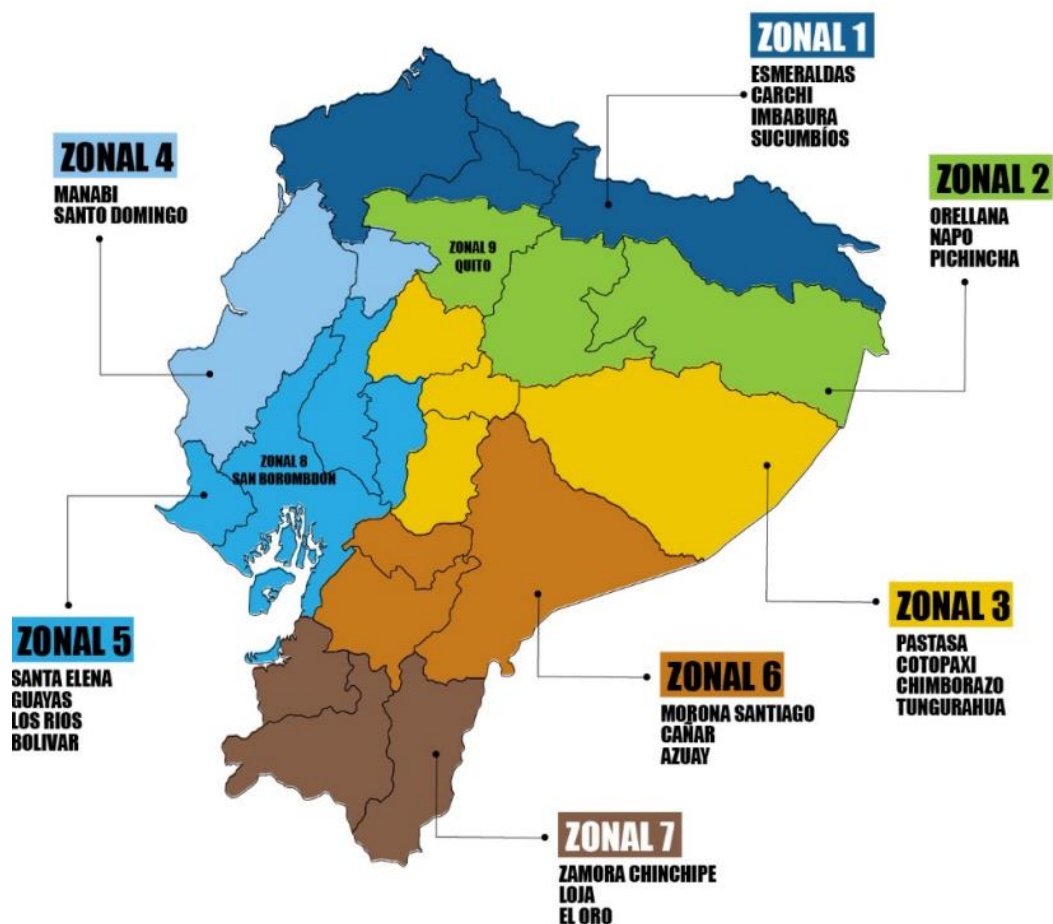 ZONAL 1
ESMERALDAS
CARCHI
IMBABURA
SUCUMBÍOS
ZONAL 4
MANABI
SANTO DOMINGO
ZONAL 2
ORELLANA
NAPO
PICHINCHA
ZONAL 9
QUITO
ZONAL 8
SAN BOROMBDON
ZONAL 3
PASTASA
COTOPAXI
CHIMBORAZO
TUNGURAHUA
ZONAL 5
SANTA ELENA
GUAYAS
LOS RIOS
BOLIVAR
ZONAL 6
MORONA SANTIAGO
CAÑAR
AZUAY
ZONAL 7
ZAMORA CHINCHIPE
LOJA
EL ORO